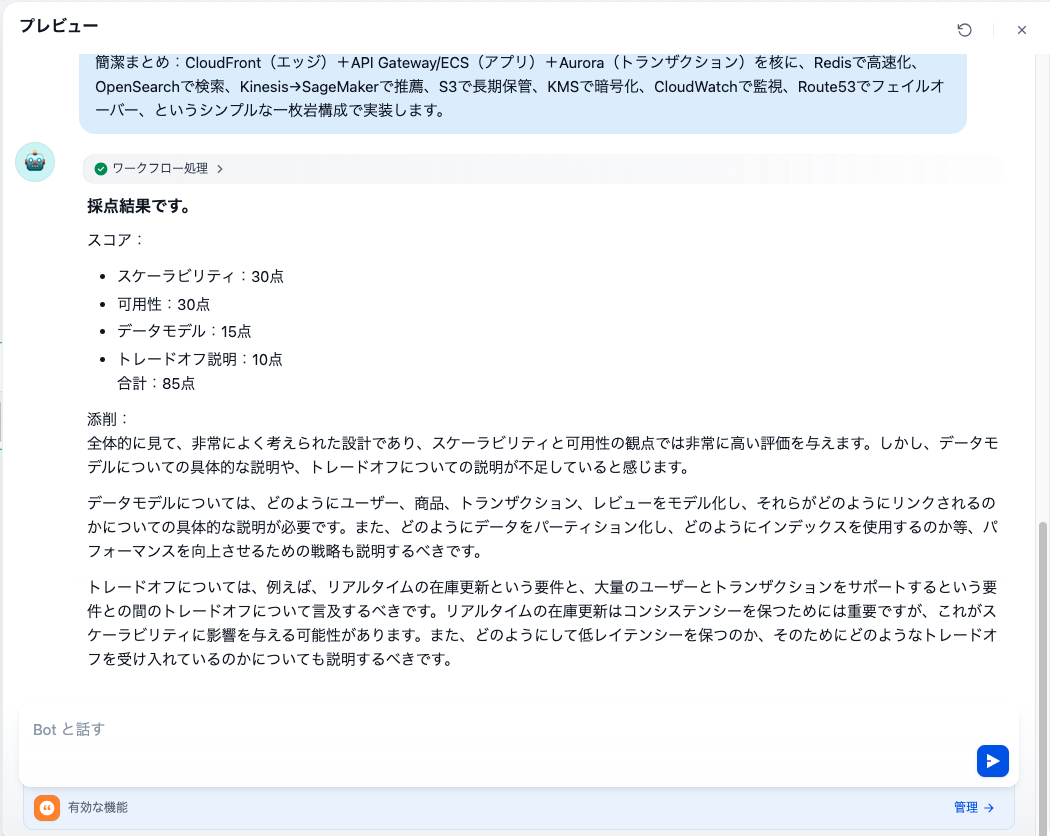 プレビュー
簡潔まとめ：CloudFront（エッジ）＋API Gateway/ECS（アプリ）＋Aurora（トランザクション）を核に、Redisで高速化、
OpenSearchで検索、Kinesis→SageMakerで推薦、S3で長期保管、KMSで暗号化、CloudWatchで監視、Route53でフェイルオ
ーバー、というシンプルな一枚岩構成で実装します。
ワークフロー処理
採点結果です。
スコア：
• スケーラビリティ：30点
• 可用性：30点
• データモデル：15点
• トレードオフ説明：10点
合計：85点
添削：
全体的に見て、非常によく考えられた設計であり、スケーラビリティと可用性の観点では非常に高い評価を与えます。しかし、データモ
デルについての具体的な説明や、トレードオフについての説明が不足していると感じます。
データモデルについては、どのようにユーザー、商品、トランザクション、レビューをモデル化し、それらがどのようにリンクされるの
かについての具体的な説明が必要です。また、どのようにデータをパーティション化し、どのようにインデックスを使用するのか等、パ
フォーマンスを向上させるための戦略も説明するべきです。
トレードオフについては、例えば、リアルタイムの在庫更新という要件と、大量のユーザーとトランザクションをサポートするという要
件との間のトレードオフについて言及するべきです。リアルタイムの在庫更新はコンシステンシーを保つためには重要ですが、これがス
ケーラビリティに影響を与える可能性があります。また、どのようにして低レイテンシーを保つのか、そのためにどのようなトレードオ
フを受け入れているのかについても説明するべきです。
Bot と話す
有効な機能
管理 →